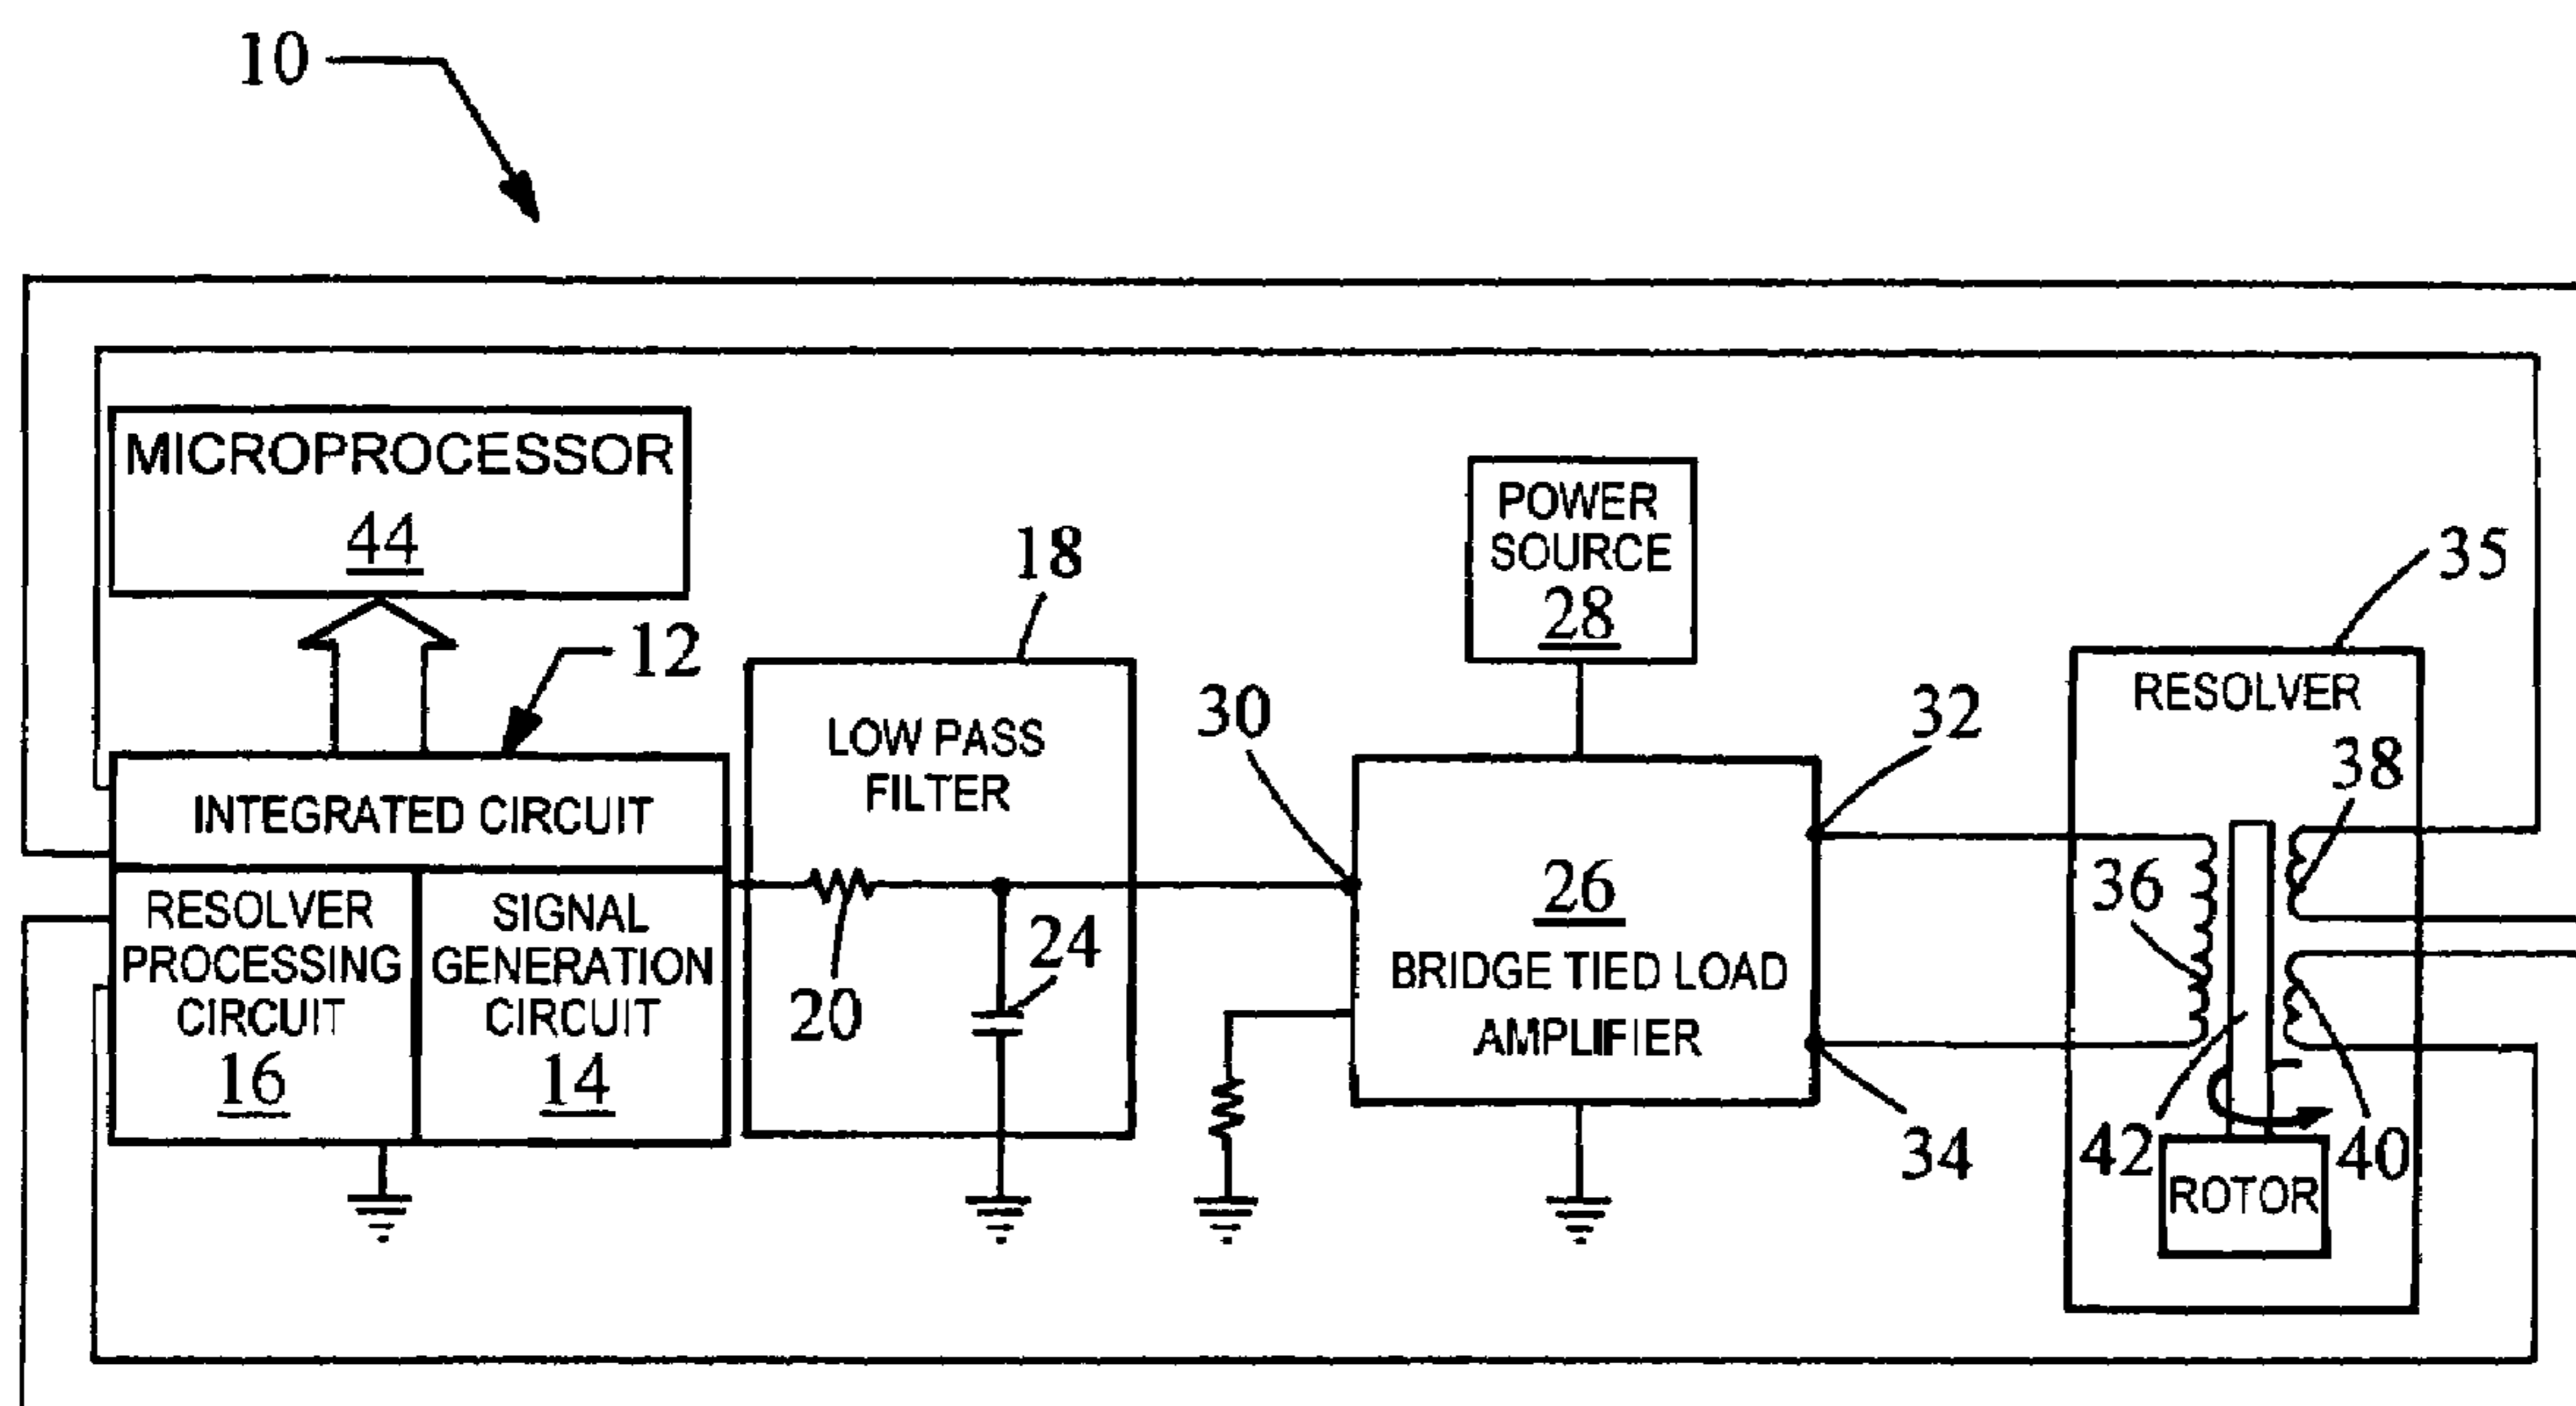 10
MICROPROCESSOR
44
12
INTEGRATED CIRCUIT
RESOLVER
PROCESSING
CIRCUIT
16
SIGNAL
GENERATION
CIRCUIT
14
18
LOW PASS
FILTER
20
24
POWER
SOURCE
28
30
26
BRIDGE TIED LOAD
AMPLIFIER
32
34
35
RESOLVER
38
36
42
40
ROTOR